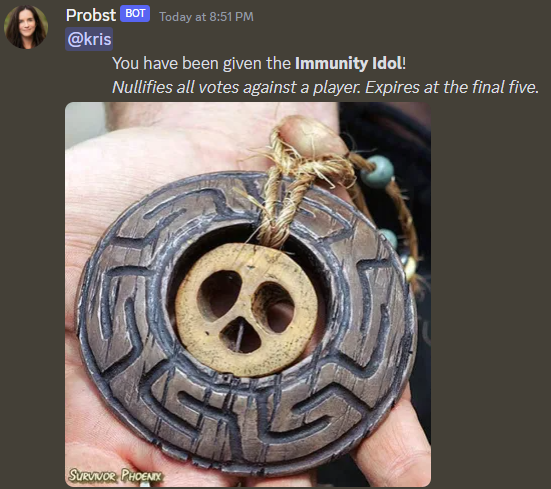 Probst BOT Today at 8:51 PM
@kris
You have been given the Immunity Idol!
Nullifies all votes against a player. Expires at the final five.
SURVIVOR PHOENIX